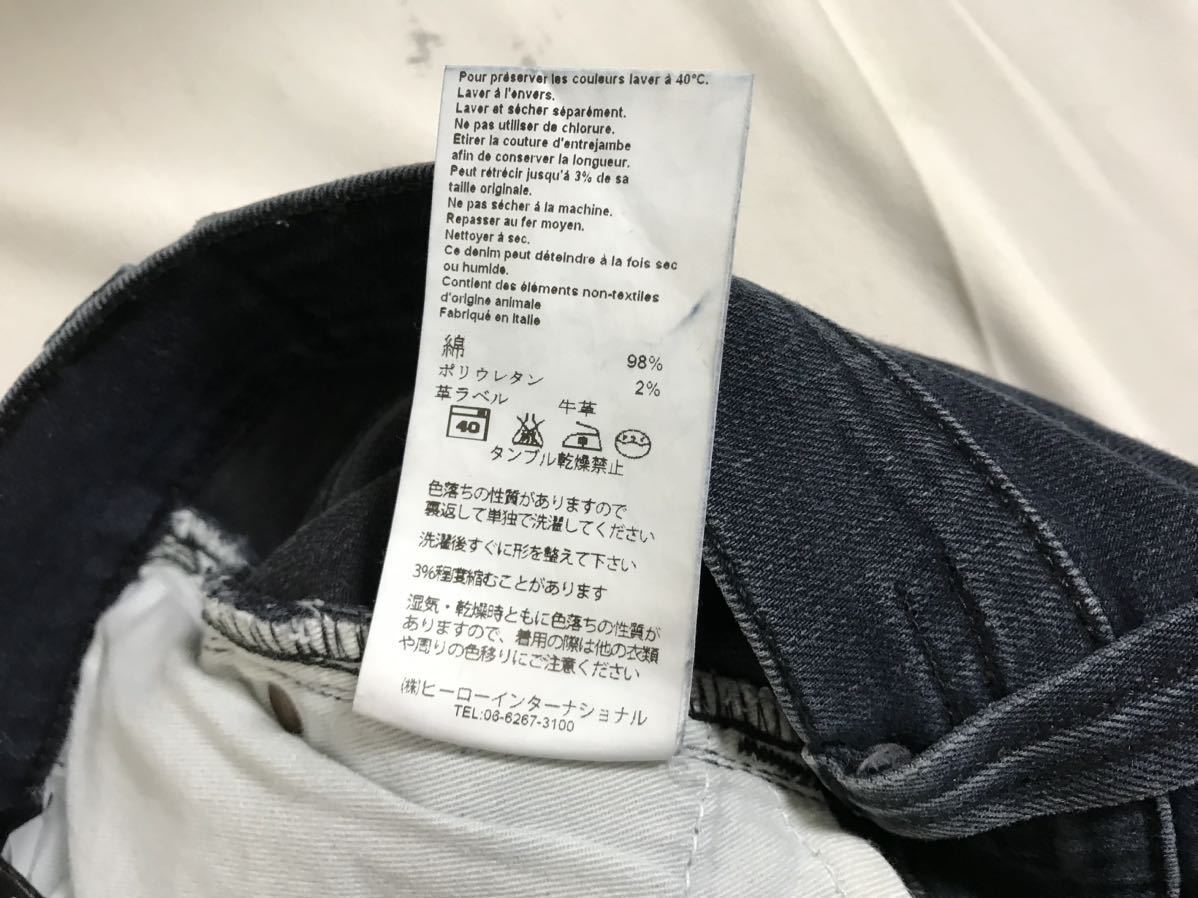 Pour préserver les couleurs laver à 40°C.
Laver à l'envers.
Laver et sécher séparément.
Ne pas utiliser de chlorure.
Etirer la couture d'entrejambe
afin de conserver la longueur.
Peut rétrécir jusqu'à 3% de sa
taille originale.
Ne pas sécher à la machine.
Repasser au fer moyen.
Nettoyer à sec.
Ce denim peut déteindre à la fois sec
ou humide.
Contient des éléments non-textiles
d'origine animale
Fabriqué en Italie
綿 98%
ポリウレタン 2%
革ラベル 牛革
40 中
タンブル乾燥禁止
色落ちの性質がありますので
裏返して単独で洗濯してください
洗濯後すぐに形を整えて下さい
3%程度縮むことがあります
湿気・乾燥時ともに色落ちの性質が
ありますので、着用の際は他の衣類
や周りの色移りにご注意ください
(株)ヒーローインターナショナル
TEL:06-6267-3100